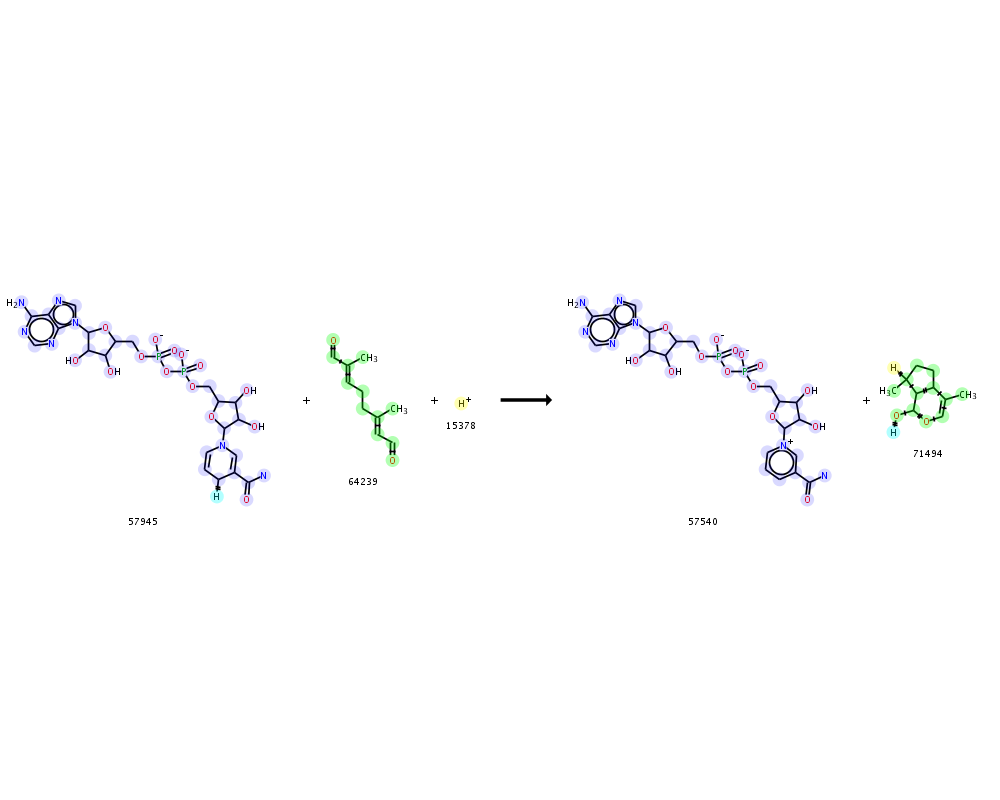 H2N N N N N N O HO OH O P O- O O P O- O O OH OH O N N O H
57945
+
O CH3 CH3 O
64239
+
H+
15378
H2N N N N N N O HO OH O P O- O O P O- O O OH OH O N+ N O
57540
+
H H3C O H O CH3
71494